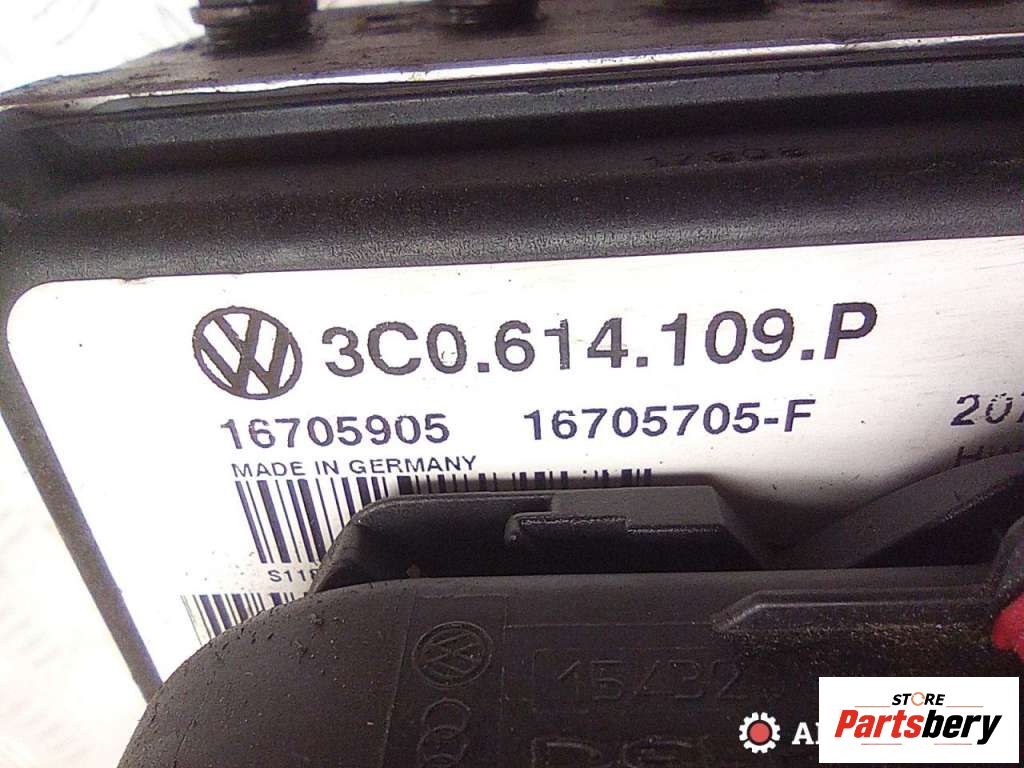 3C0.614.109.P
16705905 16705705-F
MADE IN GERMANY
STORE
Partsbery